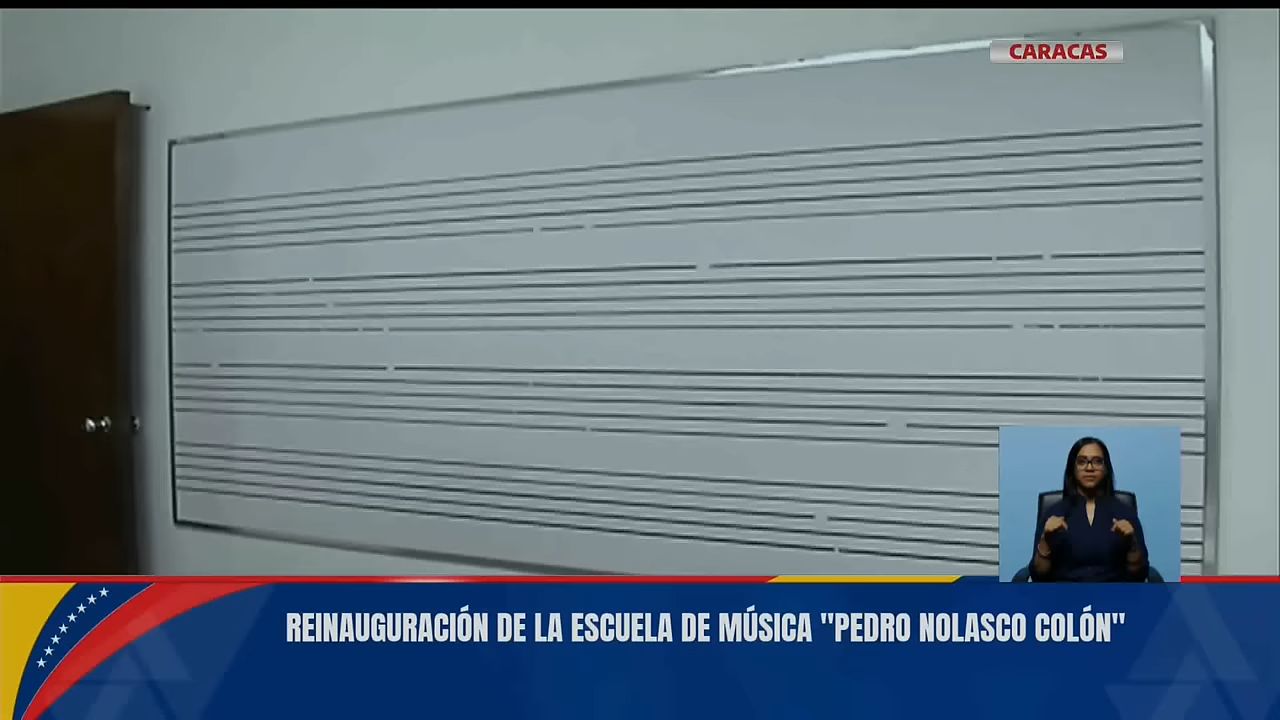 CARACAS
REINAUGURACIÓN DE LA ESCUELA DE MÚSICA "PEDRO NOLASCO COLÓN"